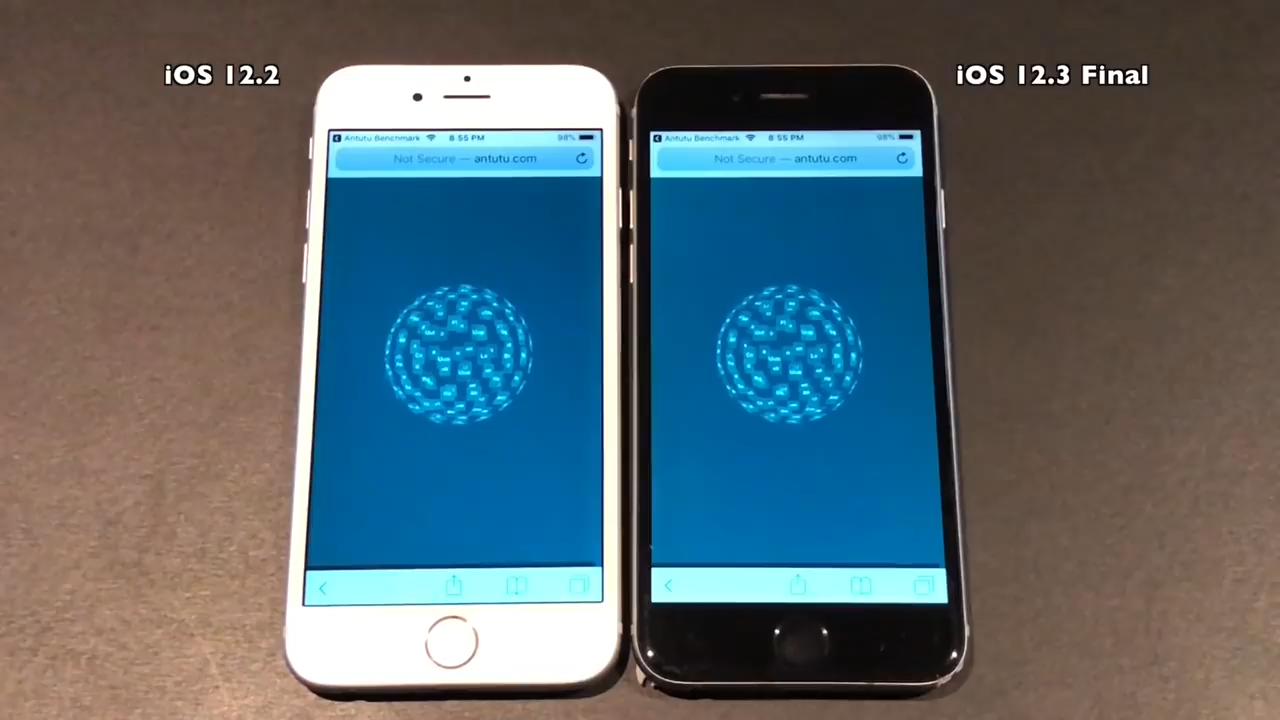 iOS 12.2
iOS 12.3 Final
Antutu Benchmark 8:55 PM 98%
Not Secure — antutu.com
Antutu Benchmark 8:55 PM 98%
Not Secure — antutu.com